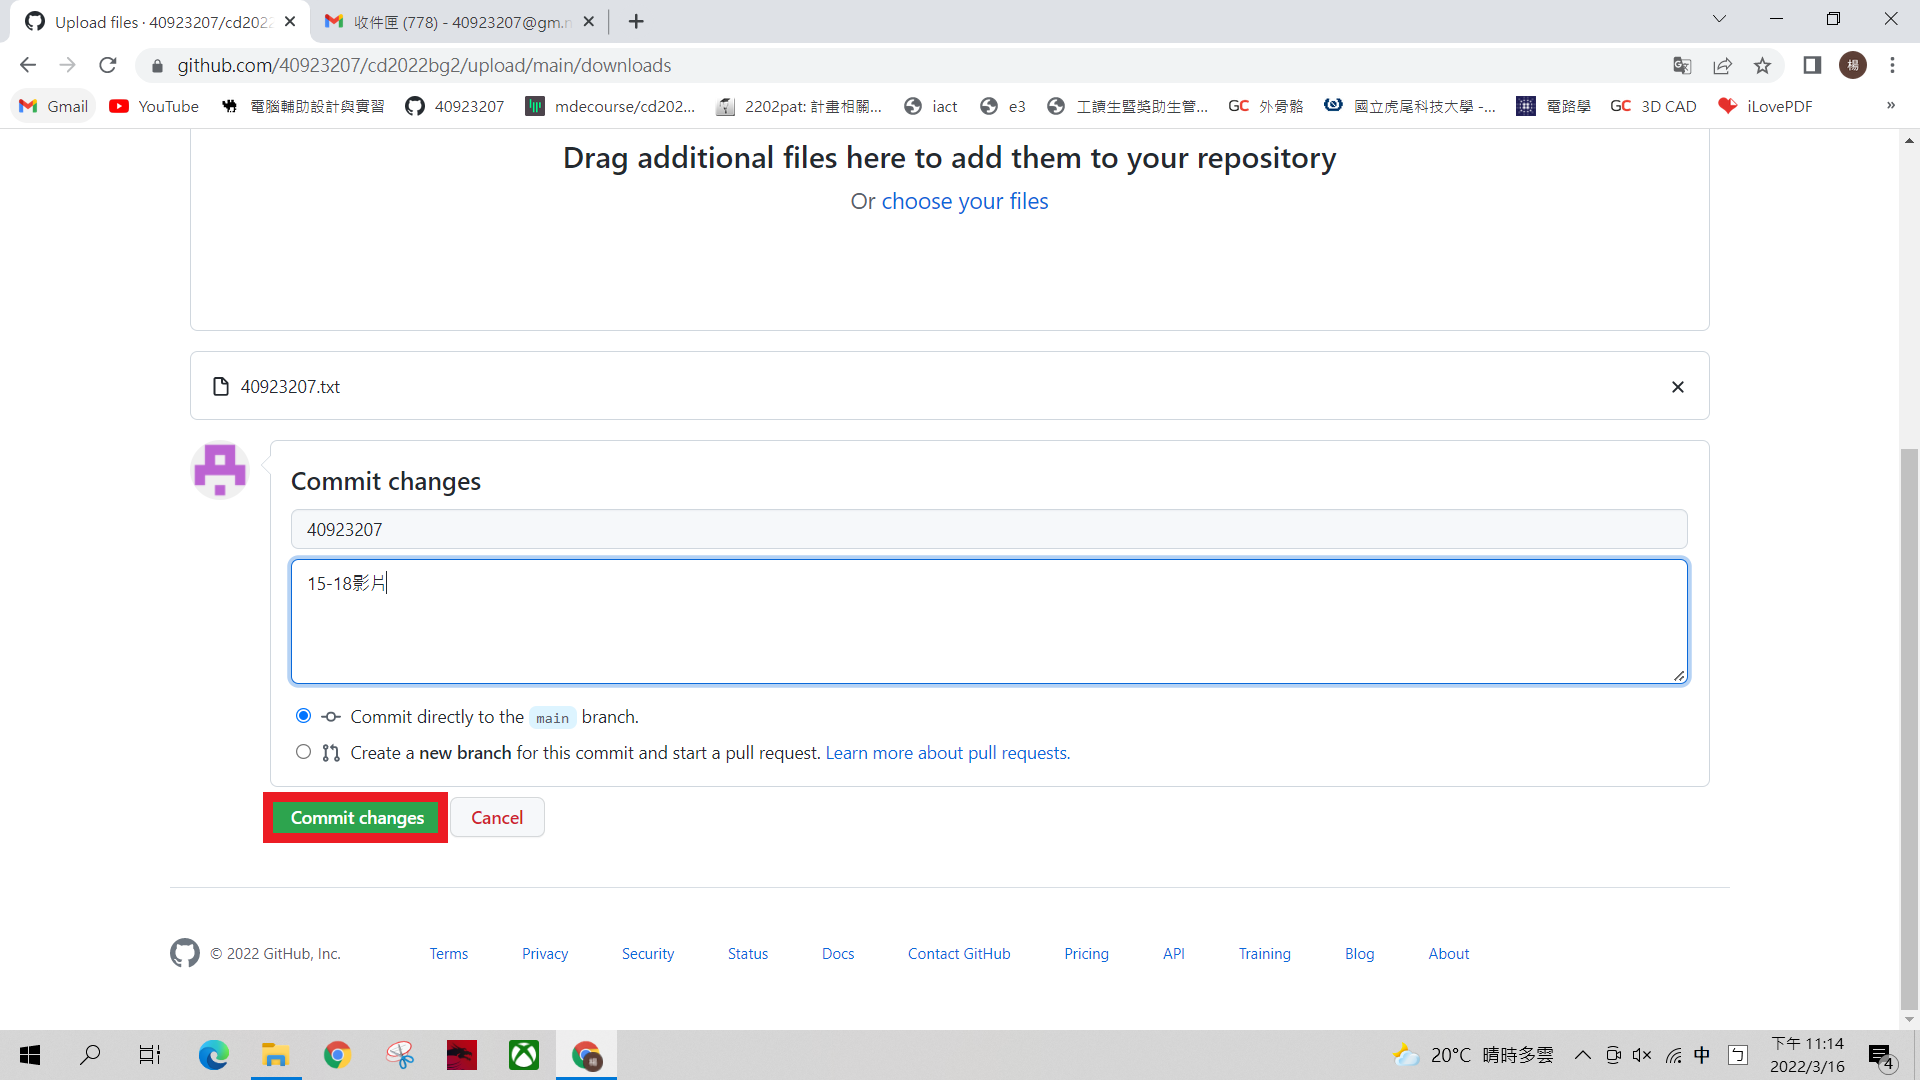 Upload files · 40923207/cd2022
收件匣 (778) - 40923207@gm.n
github.com/40923207/cd2022bg2/upload/main/downloads
楊
Gmail
YouTube
電腦輔助設計與實習
40923207
mdecourse/cd202...
2202pat: 計畫相關...
iact
e3
工讀生暨獎助生管...
GC 外骨骼
國立虎尾科技大學 -...
電路學
GC 3D CAD
iLovePDF
»
Drag additional files here to add them to your repository
Or choose your files
40923207.txt
Commit changes
40923207
15-18影片
Commit directly to the main branch.
Create a new branch for this commit and start a pull request. Learn more about pull requests.
Commit changes
Cancel
© 2022 GitHub, Inc.
Terms
Privacy
Security
Status
Docs
Contact GitHub
Pricing
API
Training
Blog
About
20°C 晴時多雲
中
ㄅ
下午 11:14
2022/3/16
4